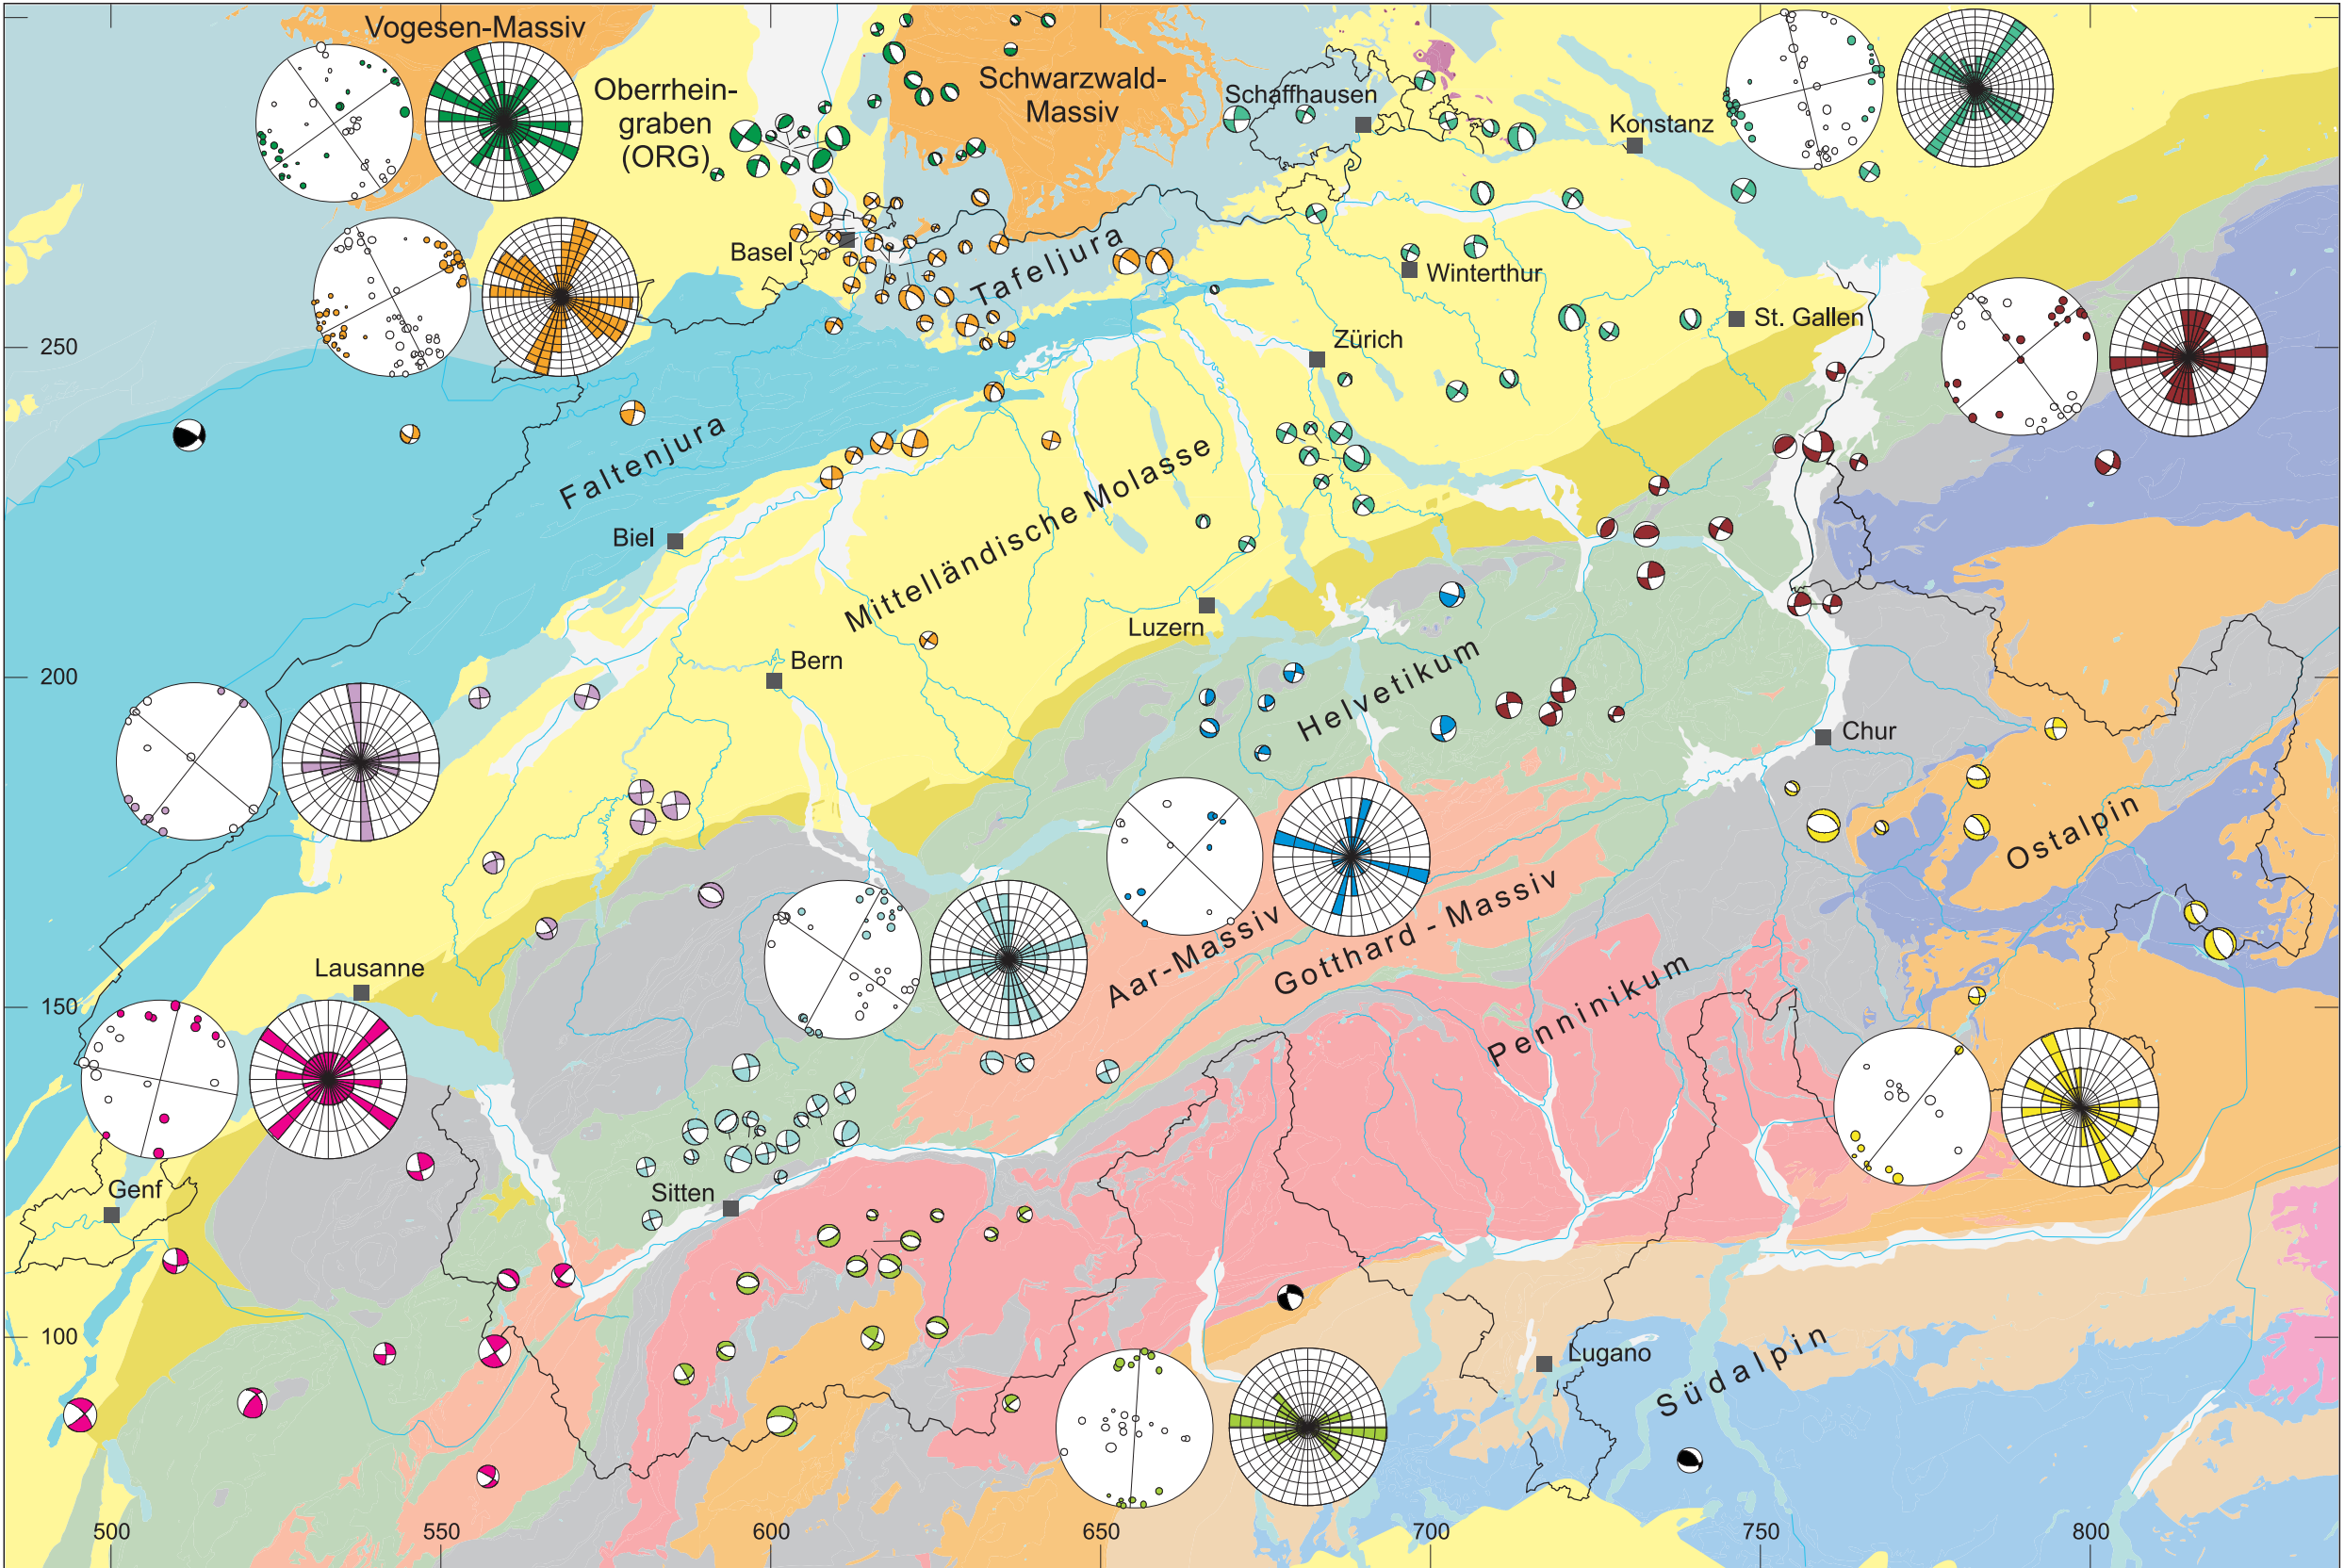 Vogesen-Massiv
Oberrhein-
graben
(ORG)
Schwarzwald-
Massiv
Schaffhausen
Konstanz
Basel
Tafeljura
Winterthur
St. Gallen
250
Zürich
Faltenjura
Mittelländische Molasse
Biel
Luzern
Bern
200
Helvetikum
Chur
Ostalpin
Aar-Massiv
Gotthard - Massiv
Penninikum
Lausanne
150
Genf
Sitten
100
Lugano
Südalpin
500
550
600
650
700
750
800